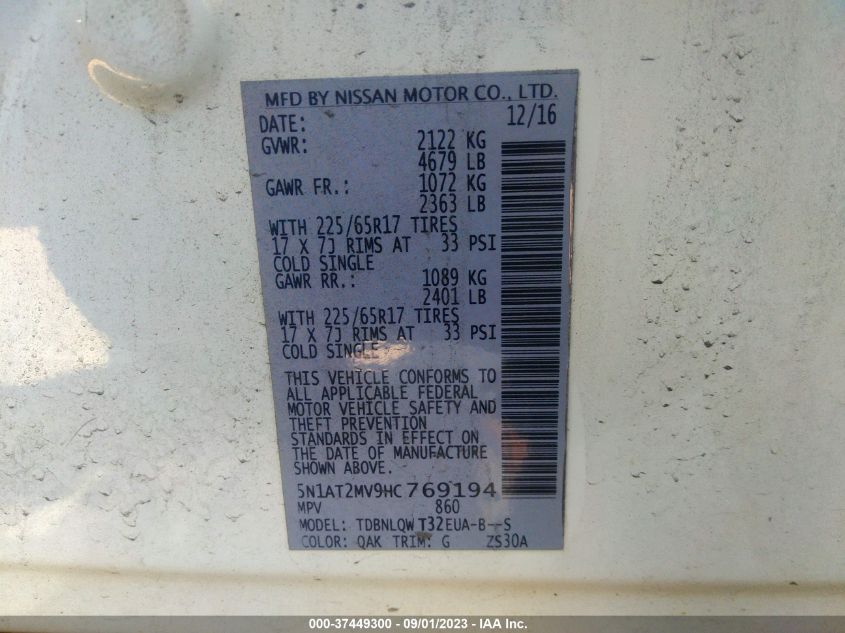 MFD BY NISSAN MOTOR CO., LTD.
DATE: 12/16
GVWR: 2122 KG
4679 LB
GAWR FR.: 1072 KG
2363 LB
WITH 225/65R17 TIRES
17 X 7J RIMS AT 33 PSI
COLD SINGLE
GAWR RR.: 1089 KG
2401 LB
WITH 225/65R17 TIRES
17 X 7J RIMS AT 33 PSI
COLD SINGLE
THIS VEHICLE CONFORMS TO
ALL APPLICABLE FEDERAL
MOTOR VEHICLE SAFETY AND
THEFT PREVENTION
STANDARDS IN EFFECT ON
THE DATE OF MANUFACTURE
SHOWN ABOVE.
5N1AT2MV9HC769194
MPV 860
MODEL: TDBNLQWT32EUA-B--S
COLOR: QAK TRIM: G ZS30A
000-37449300 - 09/01/2023 - IAA Inc.